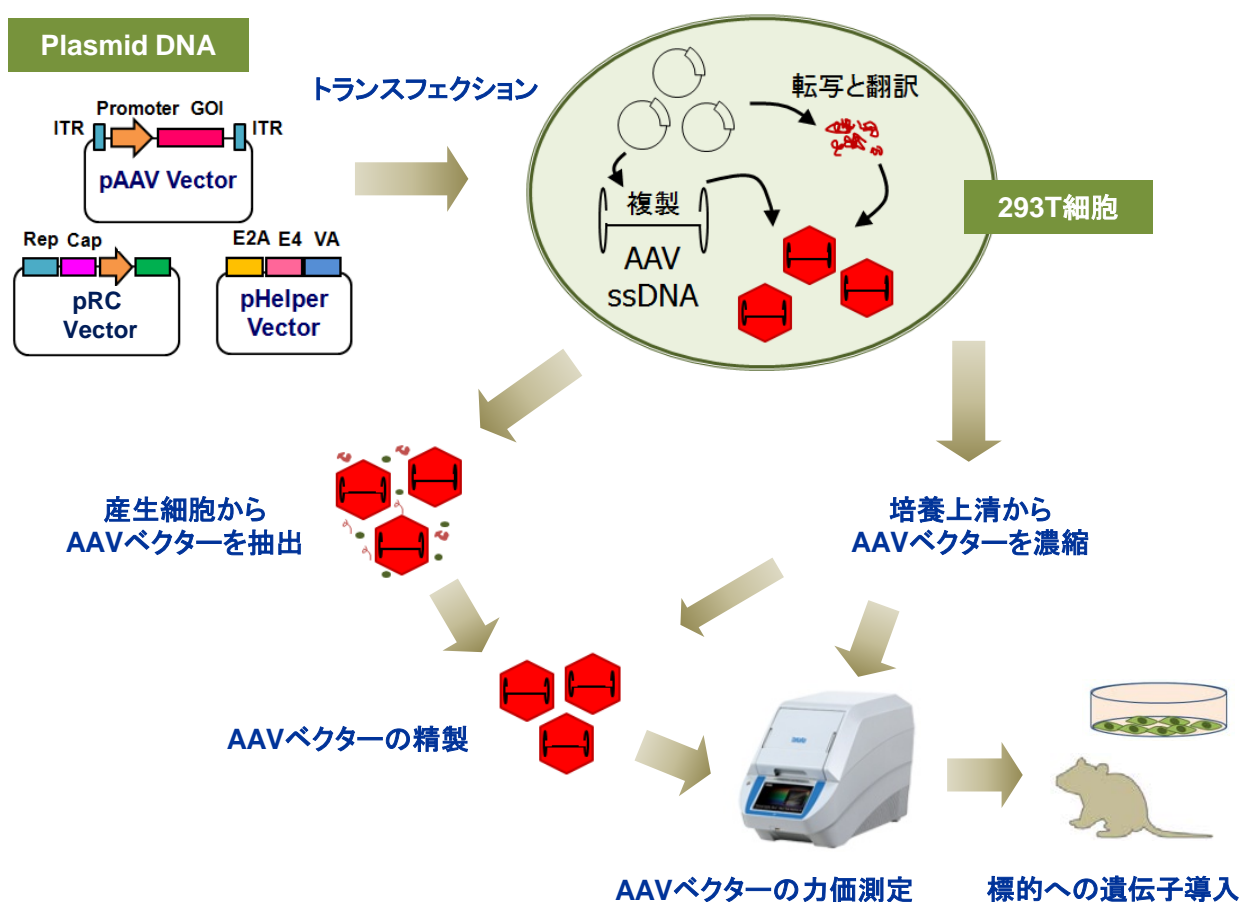 Plasmid DNA
トランスフェクション
Promoter GOI
ITR
ITR
pAAV Vector
Rep Cap
pRC
Vector
E2A E4 VA
pHelper
Vector
転写と翻訳
複製
AAV
ssDNA
293T細胞
産生細胞から
AAVベクターを抽出
培養上清から
AAVベクターを濃縮
AAVベクターの精製
AAVベクターの力価測定
標的への遺伝子導入